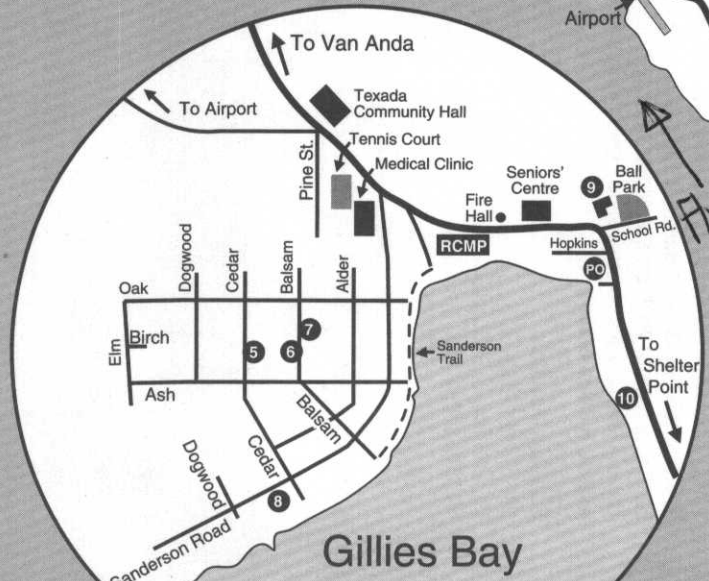 Airport
To Van Anda
To Airport
Texada
Community Hall
Tennis Court
Medical Clinic
Pine St.
Seniors'
Centre
9
Ball
Park
Fire
Hall
RCMP
School Rd.
Hopkins
PO
Oak
Dogwood
Cedar
Balsam
Alder
Elm
Birch
5
6
7
Ash
Sanderson
Trail
To
Shelter
Point
10
Balsam
Cedar
Dogwood
8
Sanderson Road
Gillies Bay